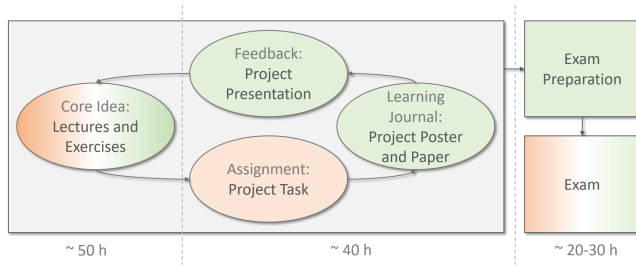 Feedback:
Project
Presentation
Core Idea:
Lectures and
Exercises
Learning
Journal:
Project Poster
and Paper
Assignment:
Project Task
Exam
Preparation
Exam
~ 50 h
~ 40 h
~ 20-30 h